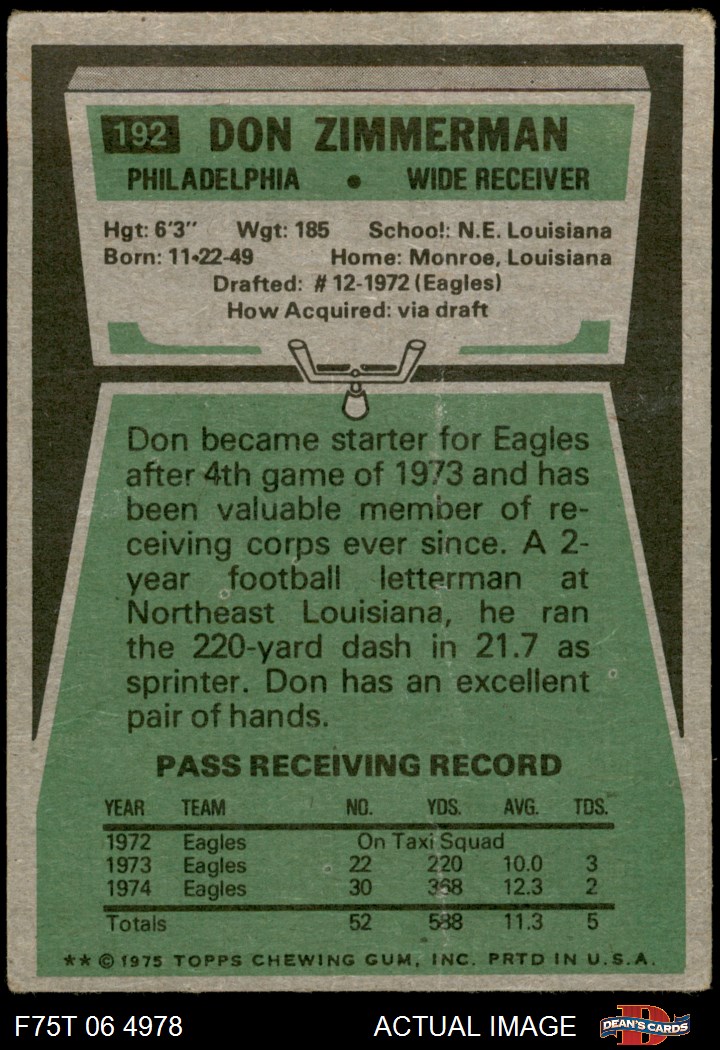 192 DON ZIMMERMAN
PHILADELPHIA • WIDE RECEIVER
Hgt: 6'3" Wgt: 185 School: N.E. Louisiana
Born: 11•22-49 Home: Monroe, Louisiana
Drafted: #12-1972 (Eagles)
How Acquired: via draft
Don became starter for Eagles
after 4th game of 1973 and has
been valuable member of re-
ceiving corps ever since. A 2-
year football letterman at
Northeast Louisiana, he ran
the 220-yard dash in 21.7 as
sprinter. Don has an excellent
pair of hands.
PASS RECEIVING RECORD
YEAR TEAM NO. YDS. AVG. TDS.
1972 Eagles On Taxi Squad
1973 Eagles 22 220 10.0 3
1974 Eagles 30 368 12.3 2
Totals 52 588 11.3 5
** © 1975 TOPPS CHEWING GUM, INC. PRTD IN U.S.A.
F75T 06 4978 ACTUAL IMAGE D DEAN'S CARDS